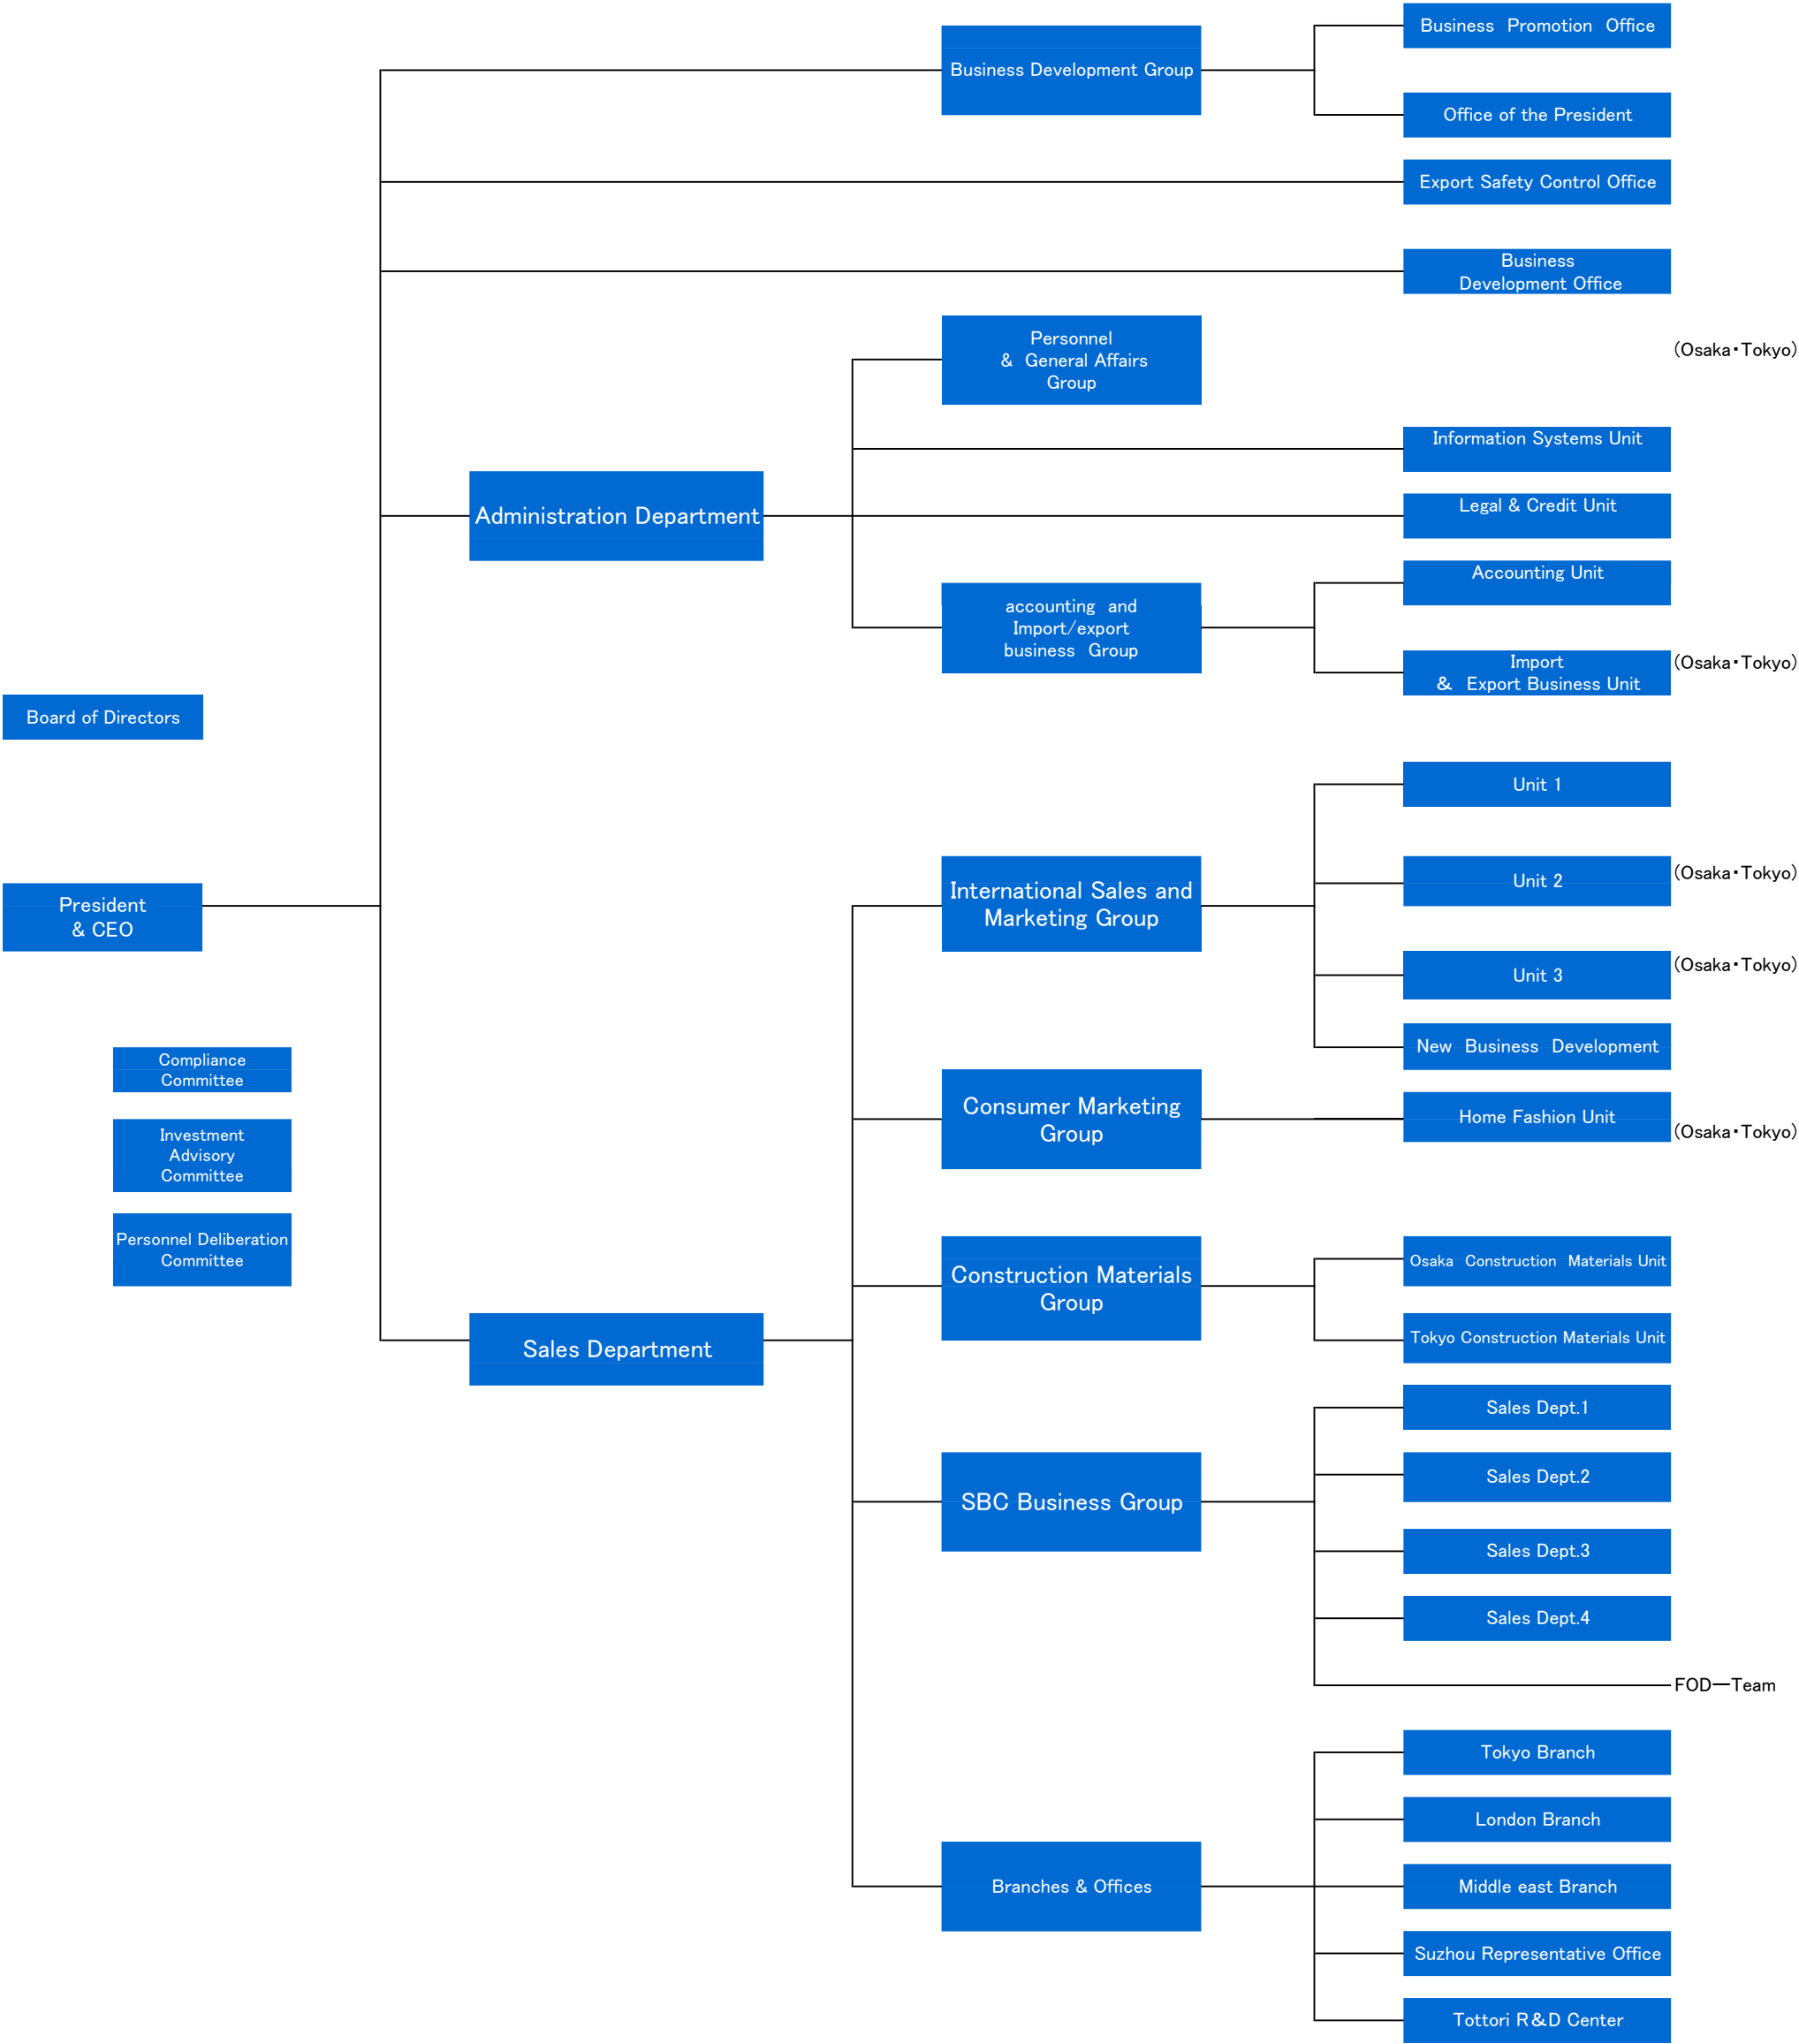 Business Promotion Office
Business Development Group
Office of the President
Export Safety Control Office
Business
Development Office
Personnel
& General Affairs
Group
(Osaka・Tokyo)
Information Systems Unit
Administration Department
Legal & Credit Unit
Accounting Unit
accounting and
Import/export
business Group
Import
& Export Business Unit
(Osaka・Tokyo)
Board of Directors
Unit 1
International Sales and
Marketing Group
Unit 2
(Osaka・Tokyo)
President
& CEO
Unit 3
(Osaka・Tokyo)
New Business Development
Compliance
Committee
Consumer Marketing
Group
Home Fashion Unit
(Osaka・Tokyo)
Investment
Advisory
Committee
Personnel Deliberation
Committee
Construction Materials
Group
Osaka Construction Materials Unit
Tokyo Construction Materials Unit
Sales Department
Sales Dept.1
SBC Business Group
Sales Dept.2
Sales Dept.3
Sales Dept.4
FOD―Team
Tokyo Branch
London Branch
Branches & Offices
Middle east Branch
Suzhou Representative Office
Tottori R&D Center